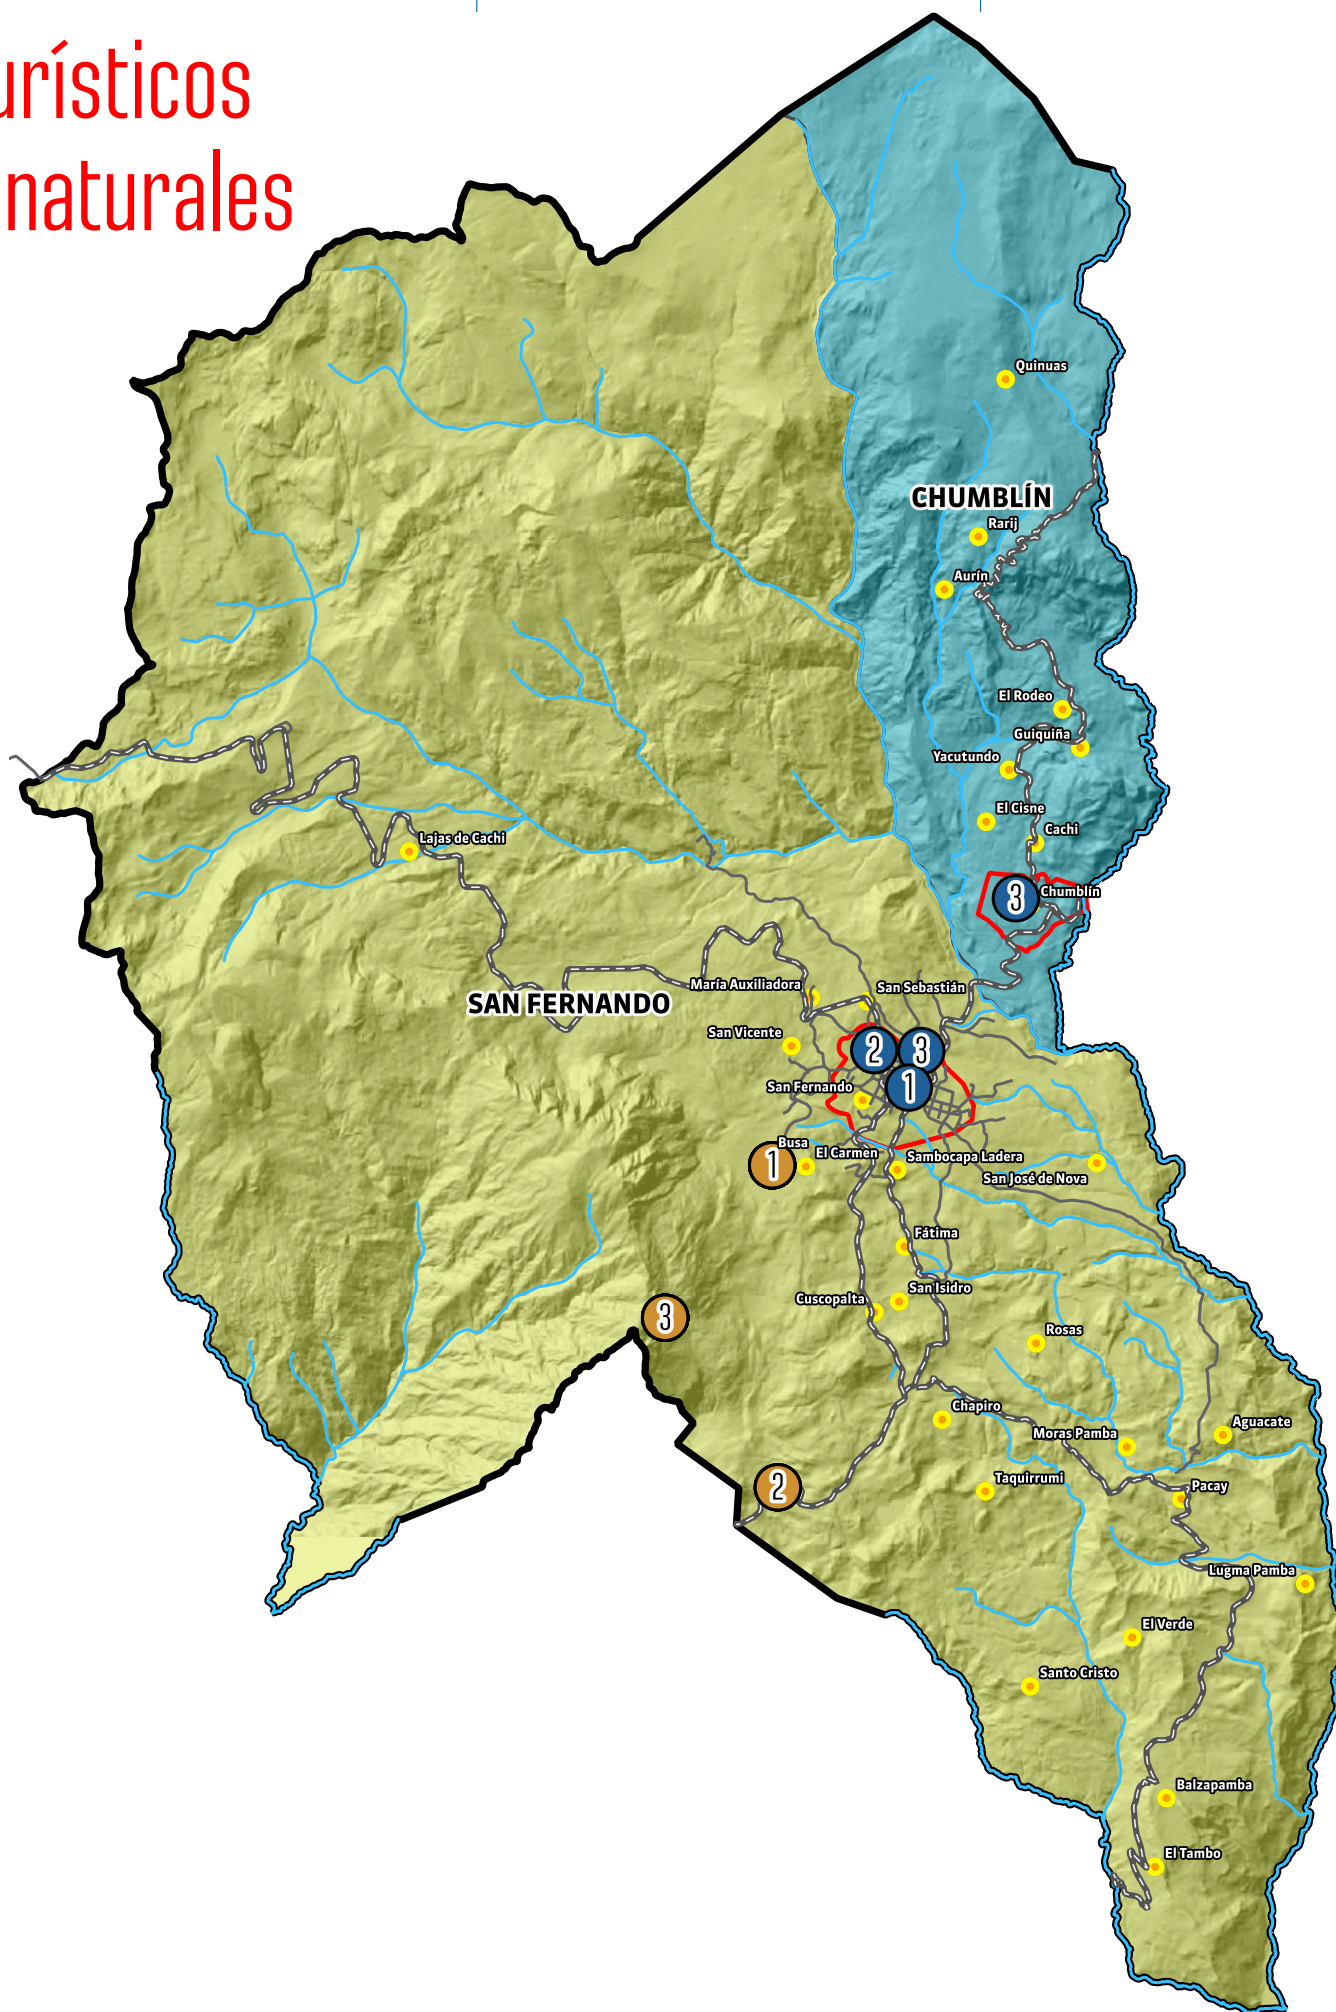 urísticos
naturales
Quinuas
CHUMBLÍN
Rarij
Aurín
El Rodeo
Guiquiña
Yacutundo
El Cisne
Cachi
Lajas de Cachi
3
Chumblín
María Auxiliadora
San Sebastián
SAN FERNANDO
San Vicente
2
3
San Fernando
1
Busa
1
El Carmen
Sambocapa Ladera
San José de Nova
Fátima
San Isidro
Cuscopalta
3
Rosas
Chapiro
Moras Pamba
Aguacate
2
Taquirrumi
Pacay
Lugma Pamba
El Verde
Santo Cristo
Balzapamba
El Tambo